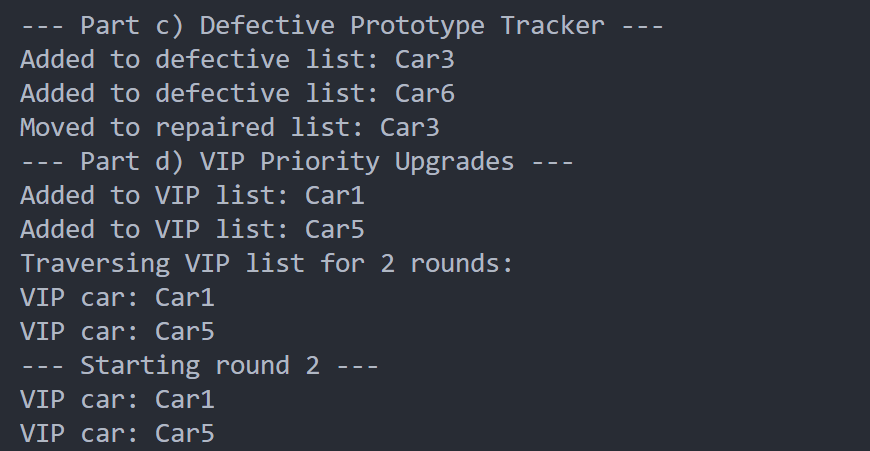 --- Part c) Defective Prototype Tracker ---
Added to defective list: Car3
Added to defective list: Car6
Moved to repaired list: Car3
--- Part d) VIP Priority Upgrades ---
Added to VIP list: Car1
Added to VIP list: Car5
Traversing VIP list for 2 rounds:
VIP car: Car1
VIP car: Car5
--- Starting round 2 ---
VIP car: Car1
VIP car: Car5